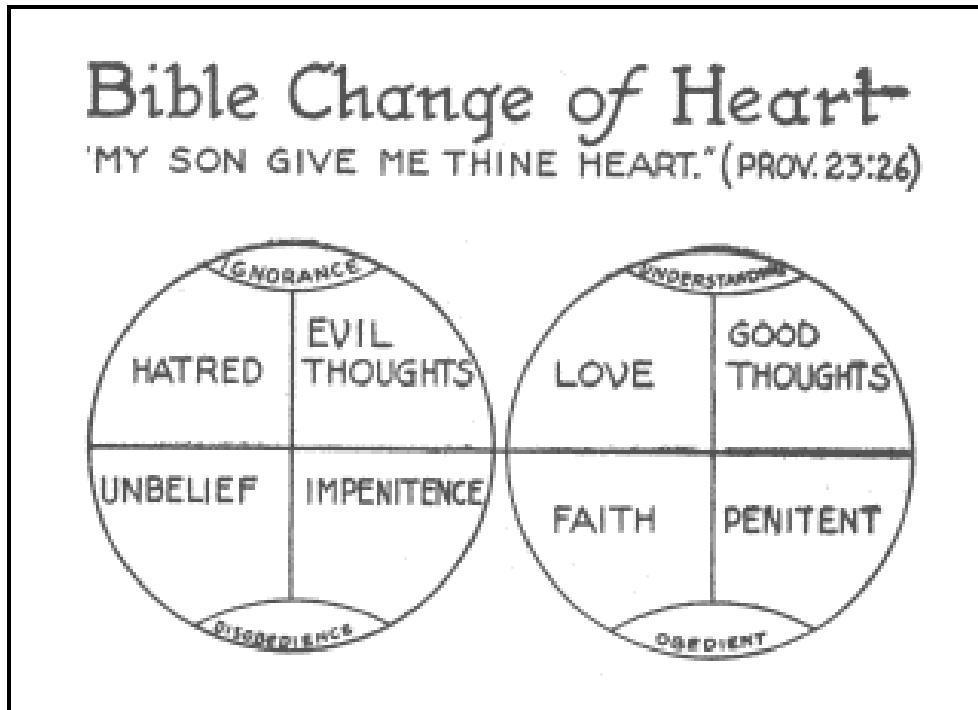 Bible Change of Heart
"MY SON GIVE ME THINE HEART." (PROV. 23:26)
IGNORANCE
HATRED
EVIL
THOUGHTS
UNBELIEF
IMPENITENCE
DISOBEDIENCE
UNDERSTANDING
LOVE
GOOD
THOUGHTS
FAITH
PENITENT
OBEDIENT